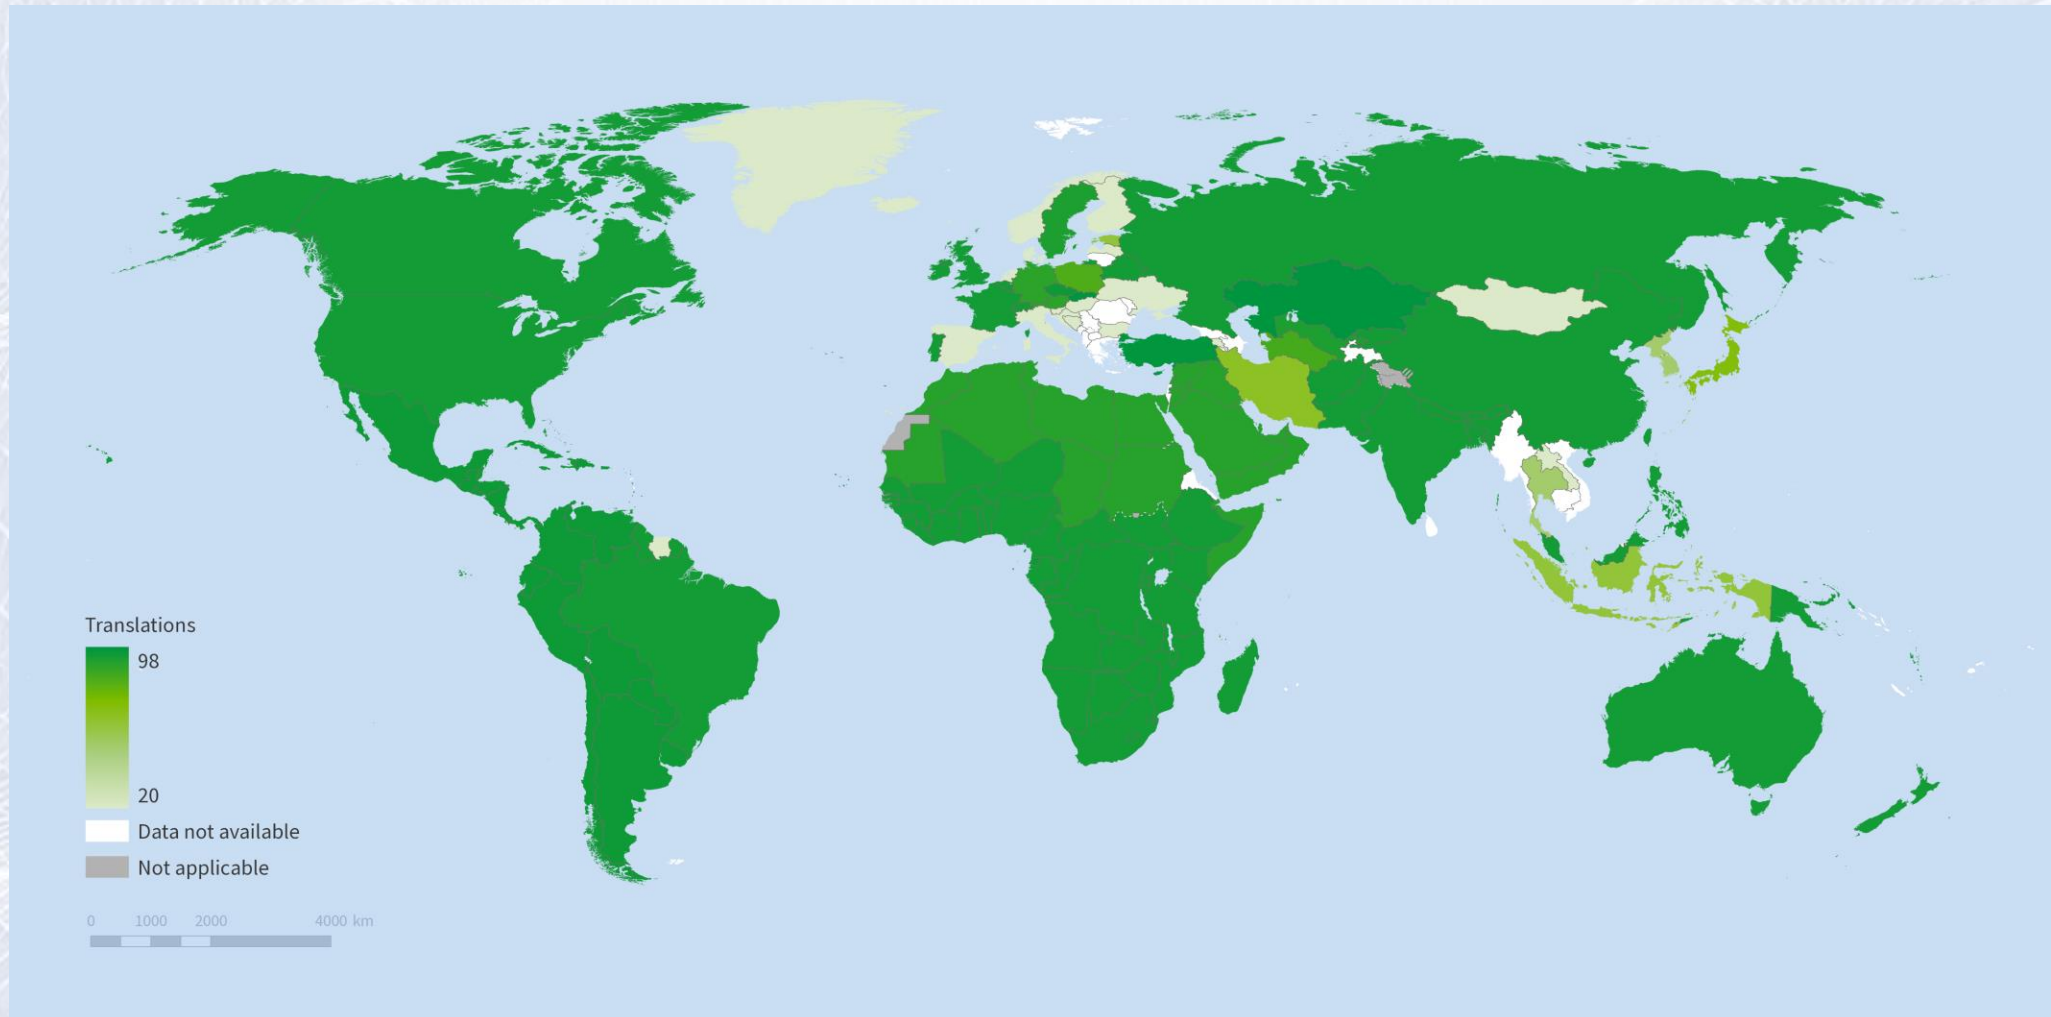 Translations
98
20
Data not available
Not applicable
0 1000 2000 4000 km